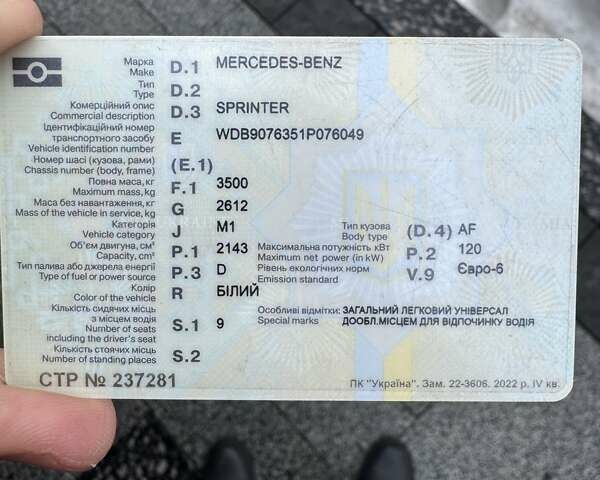 Марка D.1 MERCEDES-BENZ
Make
Тип D.2
Type
Комерційний опис D.3 SPRINTER
Commercial description
Ідентифікаційний номер
транспортного засобу E WDB9076351P076049
Vehicle identification number
Номер шасі (кузова, рами) (E.1)
Chassis number (body, frame)
Повна маса, кг F.1 3500
Maximum mass, kg
Маса без навантаження, кг G 2612
Mass of the vehicle in service, kg
Категорія J M1 Тип кузова (D.4) AF
Vehicle category Body type
Об'єм двигуна, см³ P.1 2143 Максимальна потужність кВт P.2 120
Capacity, cm³ Maximum net power (in kW)
Тип палива або джерела енергії P.3 D Рівень екологічних норм V.9 Євро-6
Type of fuel or power source Emission standard
Колір R БІЛИЙ
Color of the vehicle
Кількість сидячих місць Особливі відмітки: ЗАГАЛЬНИЙ ЛЕГКОВИЙ УНІВЕРСАЛ
з місцем водія S.1 9 Special marks ДООБЛ.МІСЦЕМ ДЛЯ ВІДПОЧИНКУ ВОДІЯ
Number of seats
including the driver's seat
Кількість стоячих місць S.2
Number of standing places
СТР № 237281
ПК "Україна". Зам. 22-3606. 2022 р. IV кв.